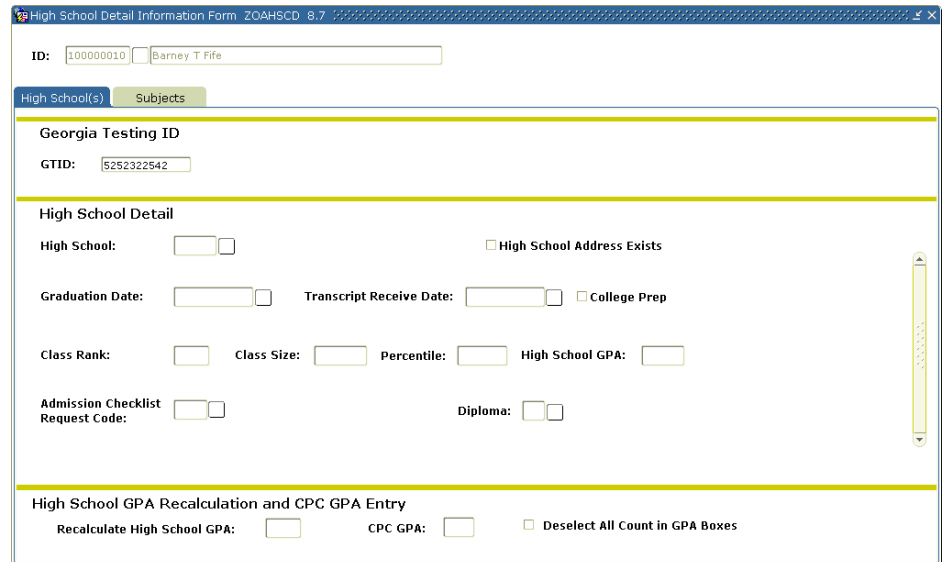 High School Detail Information Form ZOAHSCD 8.7
ID: 100000010 Barney T Fife
High School(s) Subjects
Georgia Testing ID
GTID: 5252322542
High School Detail
High School: High School Address Exists
Graduation Date: Transcript Receive Date: College Prep
Class Rank: Class Size: Percentile: High School GPA:
Admission Checklist
Request Code: Diploma:
High School GPA Recalculation and CPC GPA Entry
Recalculate High School GPA: CPC GPA: Deselect All Count in GPA Boxes